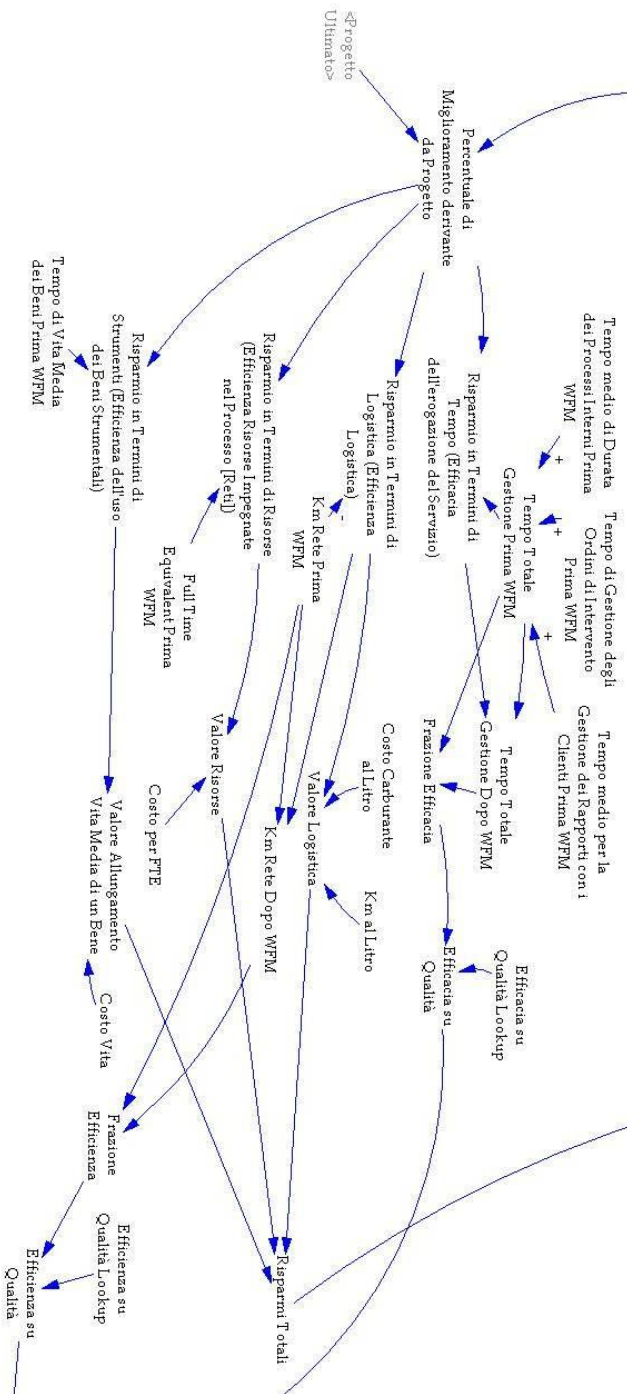 <Progetto
Ultimato>
Percentuale di
Miglioramento derivante
da Progetto
Tempo medio di Durata
dei Processi Interni Prima
WFM
+
Tempo di Gestione degli
Ordini di Intervento
Prima WFM
+
Tempo medio per la
Gestione dei Rapporti con i
Clienti Prima WFM
+
Tempo Totale
Gestione Prima WFM
Risparmio in Termini di
Tempo (Efficacia
dell'erogazione del Servizio)
Tempo Totale
Gestione Dopo WFM
Frazione Efficacia
Efficacia su
Qualità Lookup
Efficacia su
Qualità
Risparmio in Termini di
Logistica (Efficienza
Logistica)
-
Km Rete Prima
WFM
Costo Carburante
al Litro
Km al Litro
Valore Logistica
Km Rete Dopo WFM
Risparmio in Termini di Risorse
(Efficienza Risorse Impegnate
nel Processo [Reti])
Full Time
Equivalent Prima
WFM
Valore Risorse
Costo per FTE
Risparmi Totali
Risparmio in Termini di
Strumenti (Efficienza dell'uso
dei Beni Strumentali)
Tempo di Vita Media
dei Beni Prima WFM
Valore Allungamento
Vita Media di un Bene
Costo Vita
Frazione
Efficienza
Efficienza su
Qualità Lookup
Efficienza su
Qualità